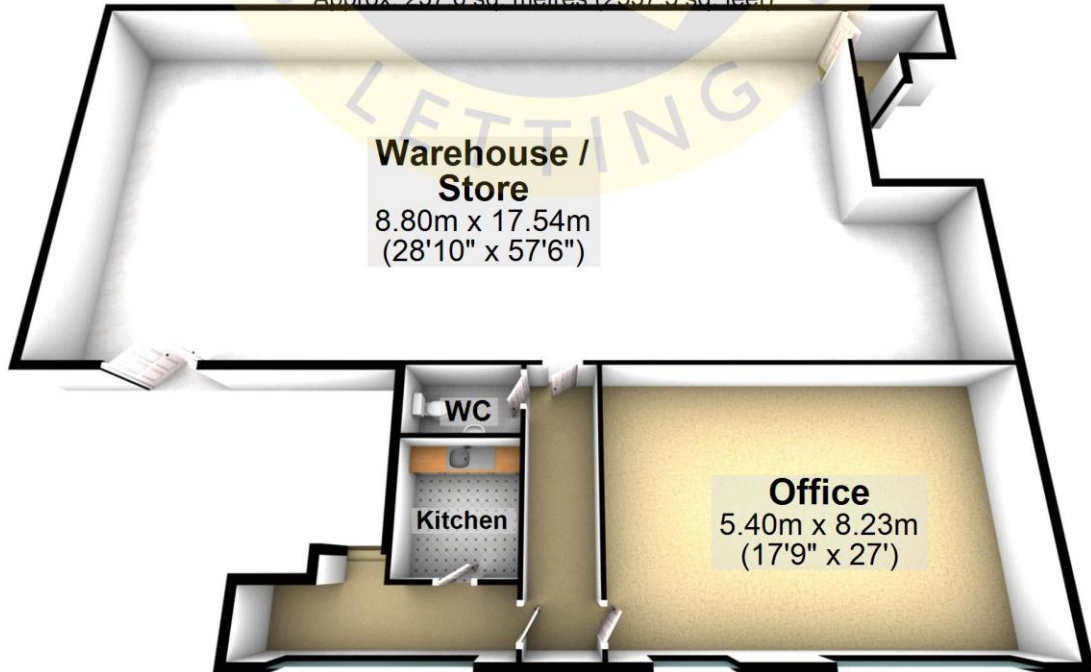 LETTING
Warehouse /
Store
8.80m x 17.54m
(28'10" x 57'6")
WC
Kitchen
Office
5.40m x 8.23m
(17'9" x 27')